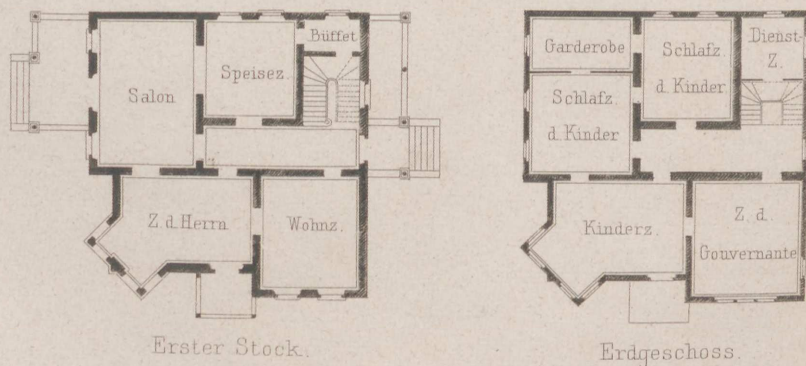 Salon
Speisez.
Büffet
Z. d. Herrn
Wohnz.
Erster Stock.
Garderobe
Schlafz.
d. Kinder
Dienst-
Z.
Schlafz.
d. Kinder
Kinderz.
Z. d.
Gouvernante
Erdgeschoss.